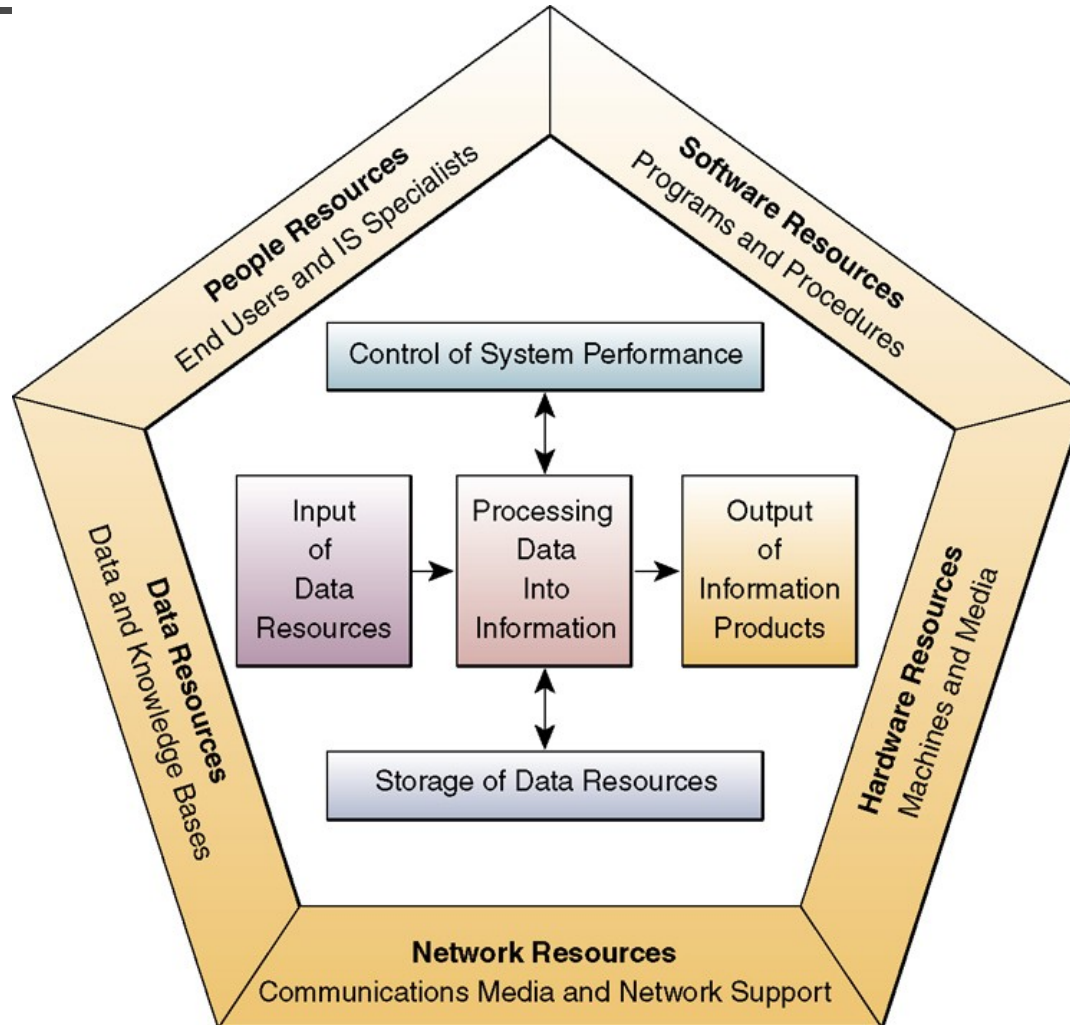 People Resources
End Users and IS Specialists
Software Resources
Programs and Procedures
Control of System Performance
Input
of
Data
Resources
Processing
Data
Into
Information
Output
of
Information
Products
Storage of Data Resources
Data Resources
Data and Knowledge Bases
Hardware Resources
Machines and Media
Network Resources
Communications Media and Network Support